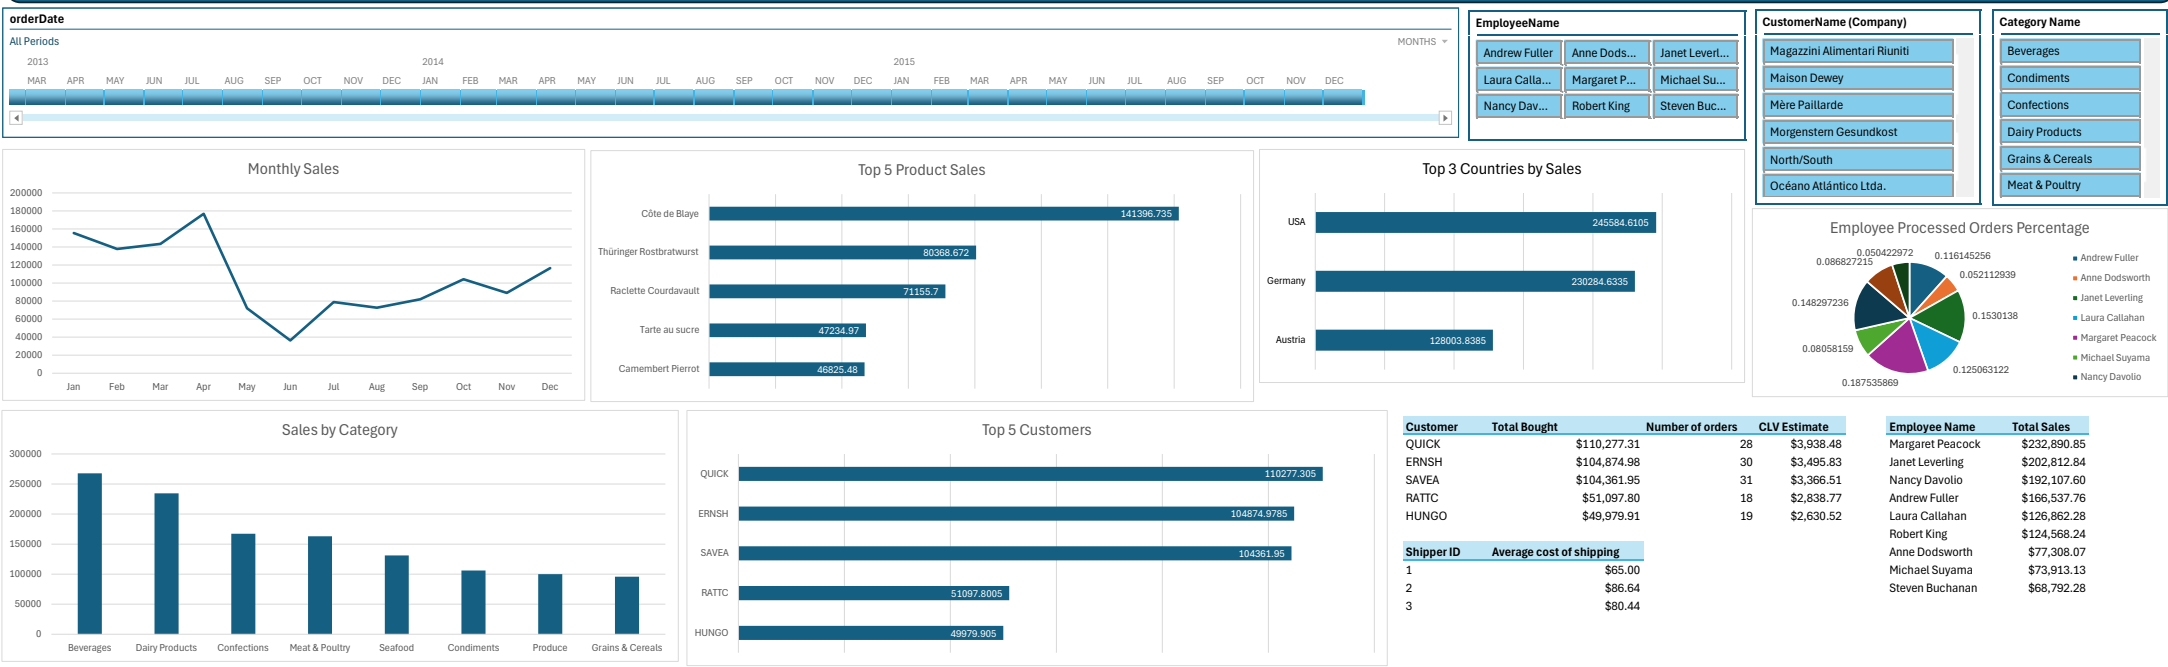 orderDate
All Periods
MONTHS
2013 2014 2015
MAR APR MAY JUN JUL AUG SEP OCT NOV DEC JAN FEB MAR APR MAY JUN JUL AUG SEP OCT NOV DEC JAN FEB MAR APR MAY JUN JUL AUG SEP OCT NOV DEC
EmployeeName
Andrew Fuller Anne Dods... Janet Leverl...
Laura Calla... Margaret P... Michael Su...
Nancy Dav... Robert King Steven Buc...
CustomerName (Company)
Magazzini Alimentari Riuniti
Maison Dewey
Mère Paillarde
Morgenstern Gesundkost
North/South
Océano Atlántico Ltda.
Category Name
Beverages
Condiments
Confections
Dairy Products
Grains & Cereals
Meat & Poultry
Monthly Sales
200000
180000
160000
140000
120000
100000
80000
60000
40000
20000
0
Jan Feb Mar Apr May Jun Jul Aug Sep Oct Nov Dec
Top 5 Product Sales
Côte de Blaye 141396.735
Thüringer Rostbratwurst 80368.672
Raclette Courdavault 71155.7
Tarte au sucre 47234.97
Camembert Pierrot 46825.48
Top 3 Countries by Sales
USA 245584.6105
Germany 230284.6335
Austria 128003.8385
Employee Processed Orders Percentage
0.050422972 0.116145256
0.086827215 0.052112939
0.148297236 0.1530138
0.08058159 0.125063122
0.187535869
Andrew Fuller
Anne Dodsworth
Janet Leverling
Laura Callahan
Margaret Peacock
Michael Suyama
Nancy Davolio
Sales by Category
300000
250000
200000
150000
100000
50000
0
Beverages Dairy Products Confections Meat & Poultry Seafood Condiments Produce Grains & Cereals
Top 5 Customers
QUICK 110277.305
ERNSH 104874.9785
SAVEA 104361.95
RATTC 51097.8005
HUNGO 49979.905
Customer Total Bought Number of orders CLV Estimate
QUICK $110,277.31 28 $3,938.48
ERNSH $104,874.98 30 $3,495.83
SAVEA $104,361.95 31 $3,366.51
RATTC $51,097.80 18 $2,838.77
HUNGO $49,979.91 19 $2,630.52
Shipper ID Average cost of shipping
1 $65.00
2 $86.64
3 $80.44
Employee Name Total Sales
Margaret Peacock $232,890.85
Janet Leverling $202,812.84
Nancy Davolio $192,107.60
Andrew Fuller $166,537.76
Laura Callahan $126,862.28
Robert King $124,568.24
Anne Dodsworth $77,308.07
Michael Suyama $73,913.13
Steven Buchanan $68,792.28